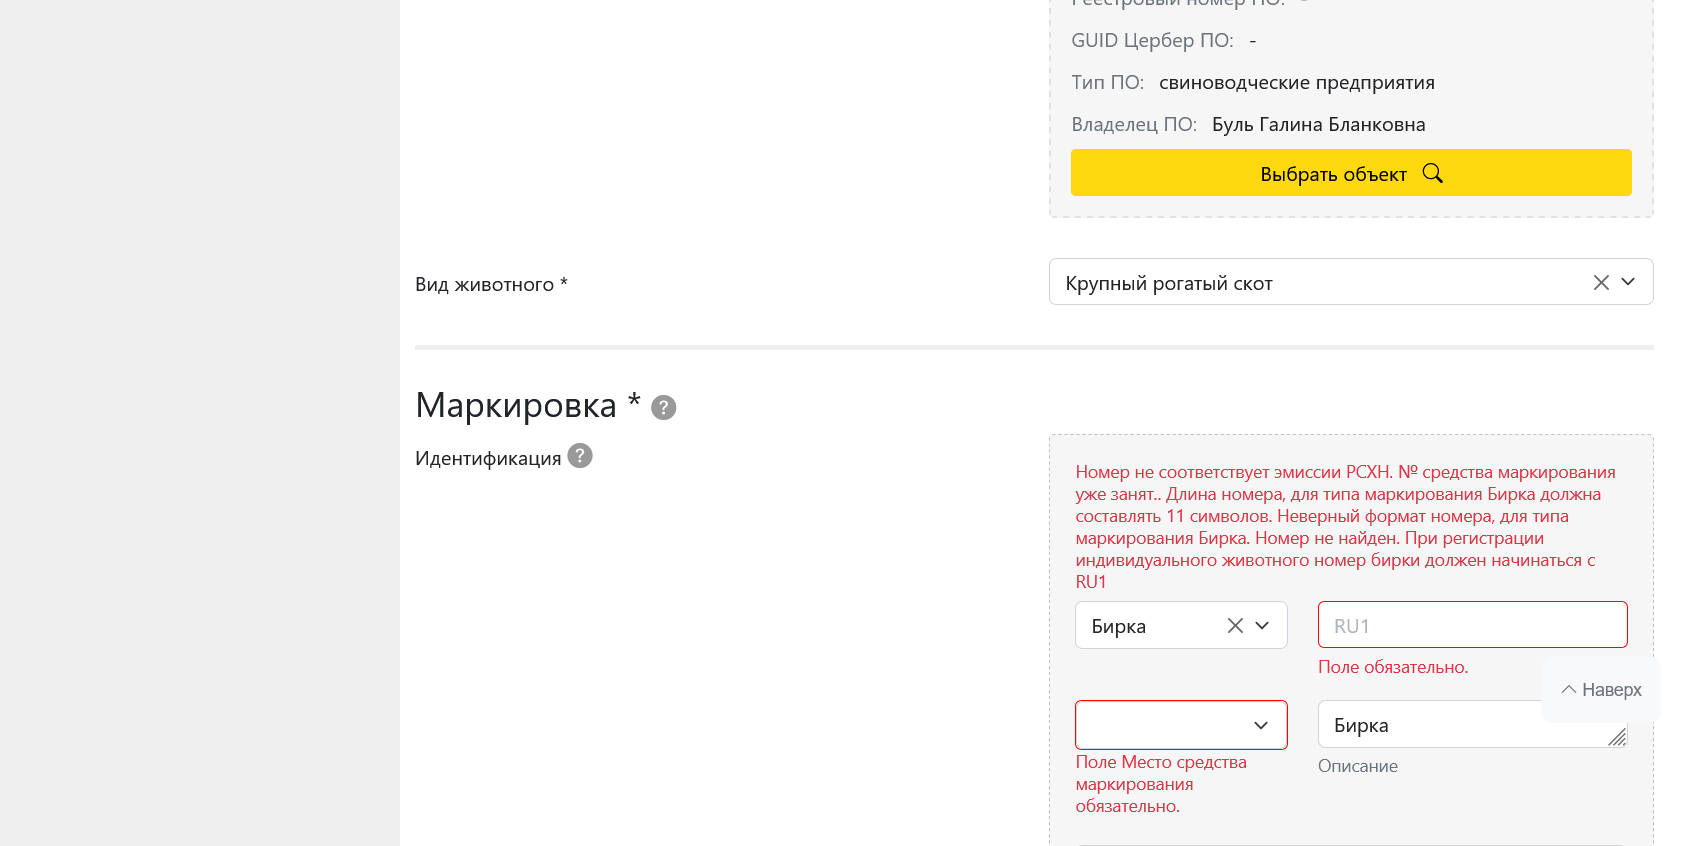 Реестровый номер ПО: -
GUID Цербер ПО: -
Тип ПО: свиноводческие предприятия
Владелец ПО: Буль Галина Бланковна
Выбрать объект
Вид животного *
Крупный рогатый скот
Маркировка * ?
Идентификация ?
Номер не соответствует эмиссии РСХН. № средства маркирования
уже занят.. Длина номера, для типа маркирования Бирка должна
составлять 11 символов. Неверный формат номера, для типа
маркирования Бирка. Номер не найден. При регистрации
индивидуального животного номер бирки должен начинаться с
RU1
Бирка
RU1
Поле обязательно.
Наверх
Бирка
Поле Место средства
маркирования
обязательно.
Описание